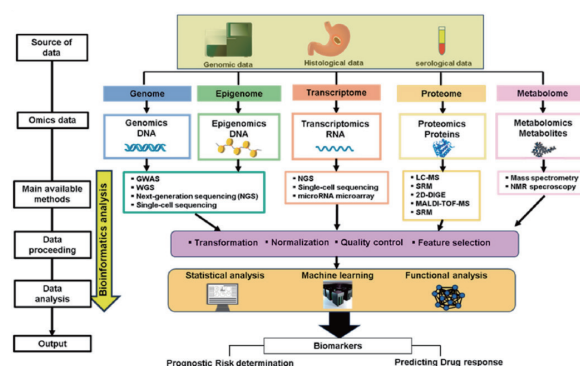 Source of
data
Omics data
Main available
methods
Data
proceeding
Data
analysis
Output
Bioinformatics analysis
Genomic data
Histological data
serological data
Genome
Epigenome
Transcriptome
Proteome
Metabolome
Genomics
DNA
Epigenomics
DNA
Transcriptomics
RNA
Proteomics
Proteins
Metabolomics
Metabolites
▪ GWAS
▪ WGS
▪ Next-generation sequencing (NGS)
▪ Single-cell sequencing
▪ NGS
▪ Single-cell sequencing
▪ microRNA microarray
▪ LC-MS
▪ SRM
▪ 2D-DIGE
▪ MALDI-TOF-MS
▪ SRM
▪ Mass spectrometry
▪ NMR sprecoscopy
▪ Transformation ▪ Normalization ▪ Quality control ▪ Feature selection
Statistical analysis
Machine learning
Functional analysis
Biomarkers
Prognostic Risk determination
Predicting Drug response